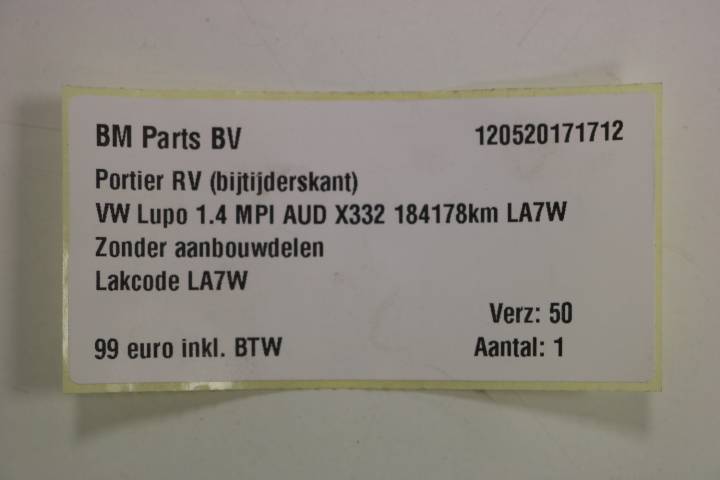 BM Parts BV 120520171712
Portier RV (bijtijderskant)
VW Lupo 1.4 MPI AUD X332 184178km LA7W
Zonder aanbouwdelen
Lakcode LA7W
Verz: 50
99 euro inkl. BTW Aantal: 1